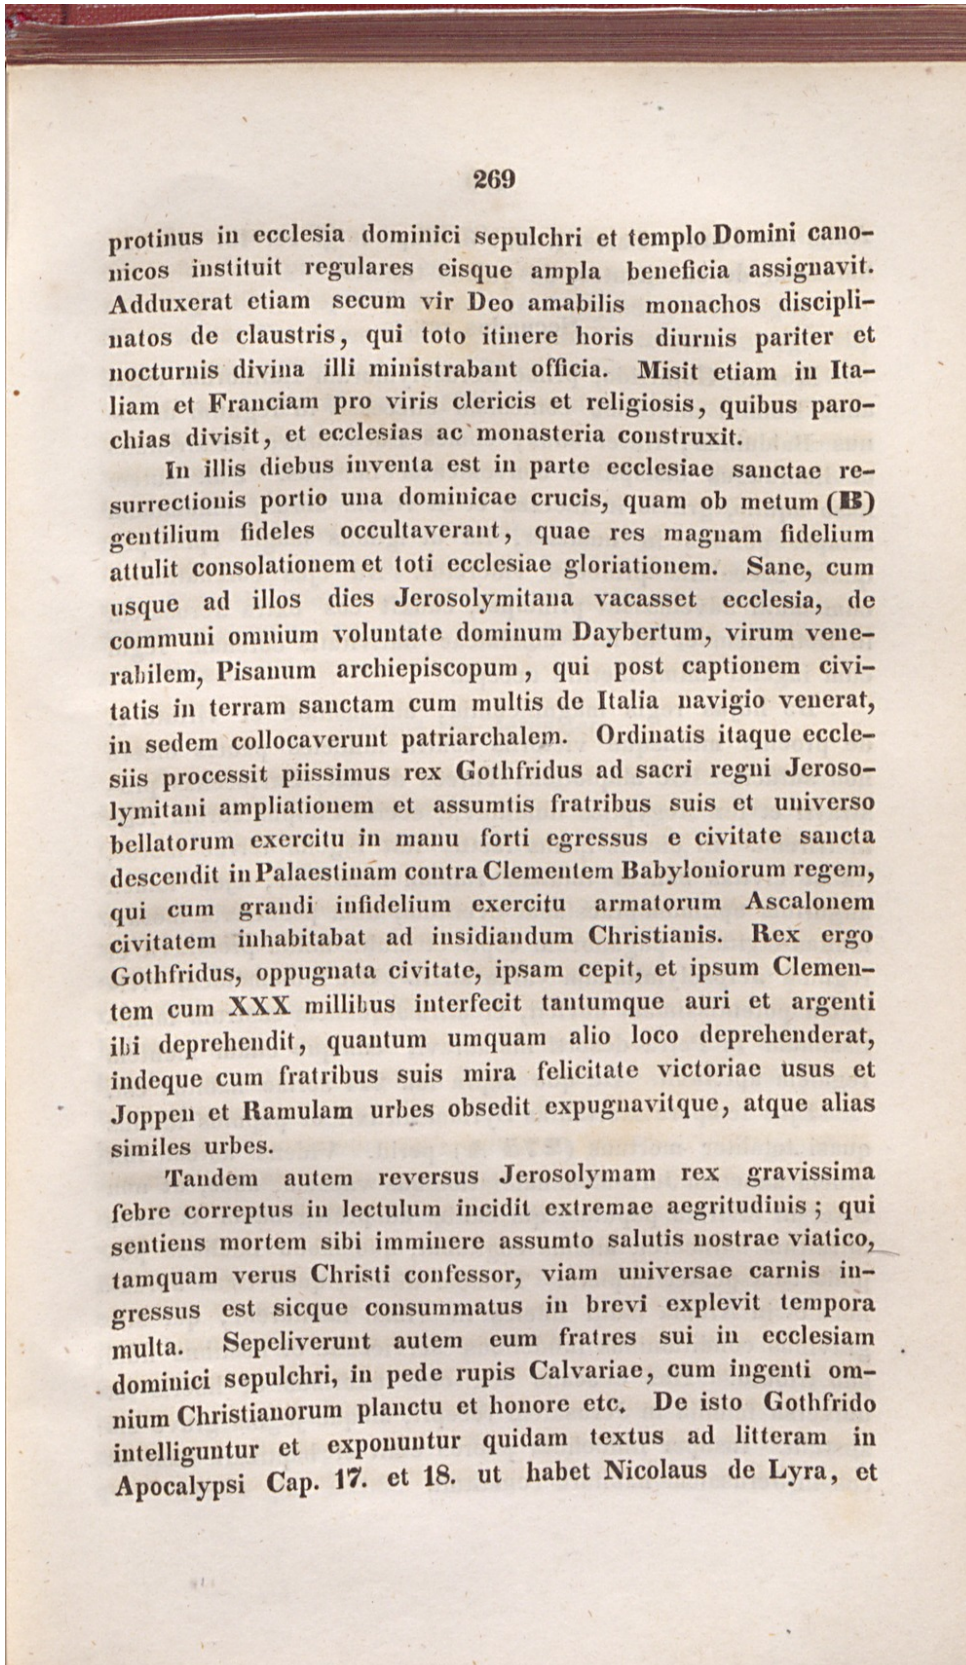 269
protinus in ecclesia dominici sepulchri et templo Domini cano-
nicos instituit regulares eisque ampla beneficia assignavit.
Adduxerat etiam secum vir Deo amabilis monachos discipli-
natos de claustris, qui toto itinere horis diurnis pariter et
nocturnis divina illi ministrabant officia. Misit etiam in Ita-
liam et Franciam pro viris clericis et religiosis, quibus paro-
chias divisit, et ecclesias ac monasteria construxit.
In illis diebus inventa est in parte ecclesiae sanctae re-
surrectionis portio una dominicae crucis, quam ob metum (B)
gentilium fideles occultaverant, quae res magnam fidelium
attulit consolationem et toti ecclesiae gloriationem. Sane, cum
usque ad illos dies Jerosolymitana vacasset ecclesia, de
communi omnium voluntate dominum Daybertum, virum vene-
rabilem, Pisanum archiepiscopum, qui post captionem civi-
tatis in terram sanctam cum multis de Italia navigio venerat,
in sedem collocaverunt patriarchalem. Ordinatis itaque eccle-
siis processit piissimus rex Gothfridus ad sacri regni Jeroso-
lymitani ampliationem et assumtis fratribus suis et universo
bellatorum exercitu in manu forti egressus e civitate sancta
descendit in Palaestinam contra Clementem Babyloniorum regem,
qui cum grandi infidelium exercitu armatorum Ascalonem
civitatem inhabitabat ad insidiandum Christianis. Rex ergo
Gothfridus, oppugnata civitate, ipsam cepit, et ipsum Clemen-
tem cum XXX millibus interfecit tantumque auri et argenti
ibi deprehendit, quantum umquam alio loco deprehenderat,
indeque cum fratribus suis mira felicitate victoriae usus et
Joppen et Ramulam urbes obsedit expugnavitque, atque alias
similes urbes.
Tandem autem reversus Jerosolymam rex gravissima
febre correptus in lectulum incidit extremae aegritudinis; qui
sentiens mortem sibi imminere assumto salutis nostrae viatico,
tamquam verus Christi confessor, viam universae carnis in-
gressus est sicque consummatus in brevi explevit tempora
multa. Sepeliverunt autem eum fratres sui in ecclesiam
dominici sepulchri, in pede rupis Calvariae, cum ingenti om-
nium Christianorum planctu et honore etc. De isto Gothfrido
intelliguntur et exponuntur quidam textus ad litteram in
Apocalypsi Cap. 17. et 18. ut habet Nicolaus de Lyra, et